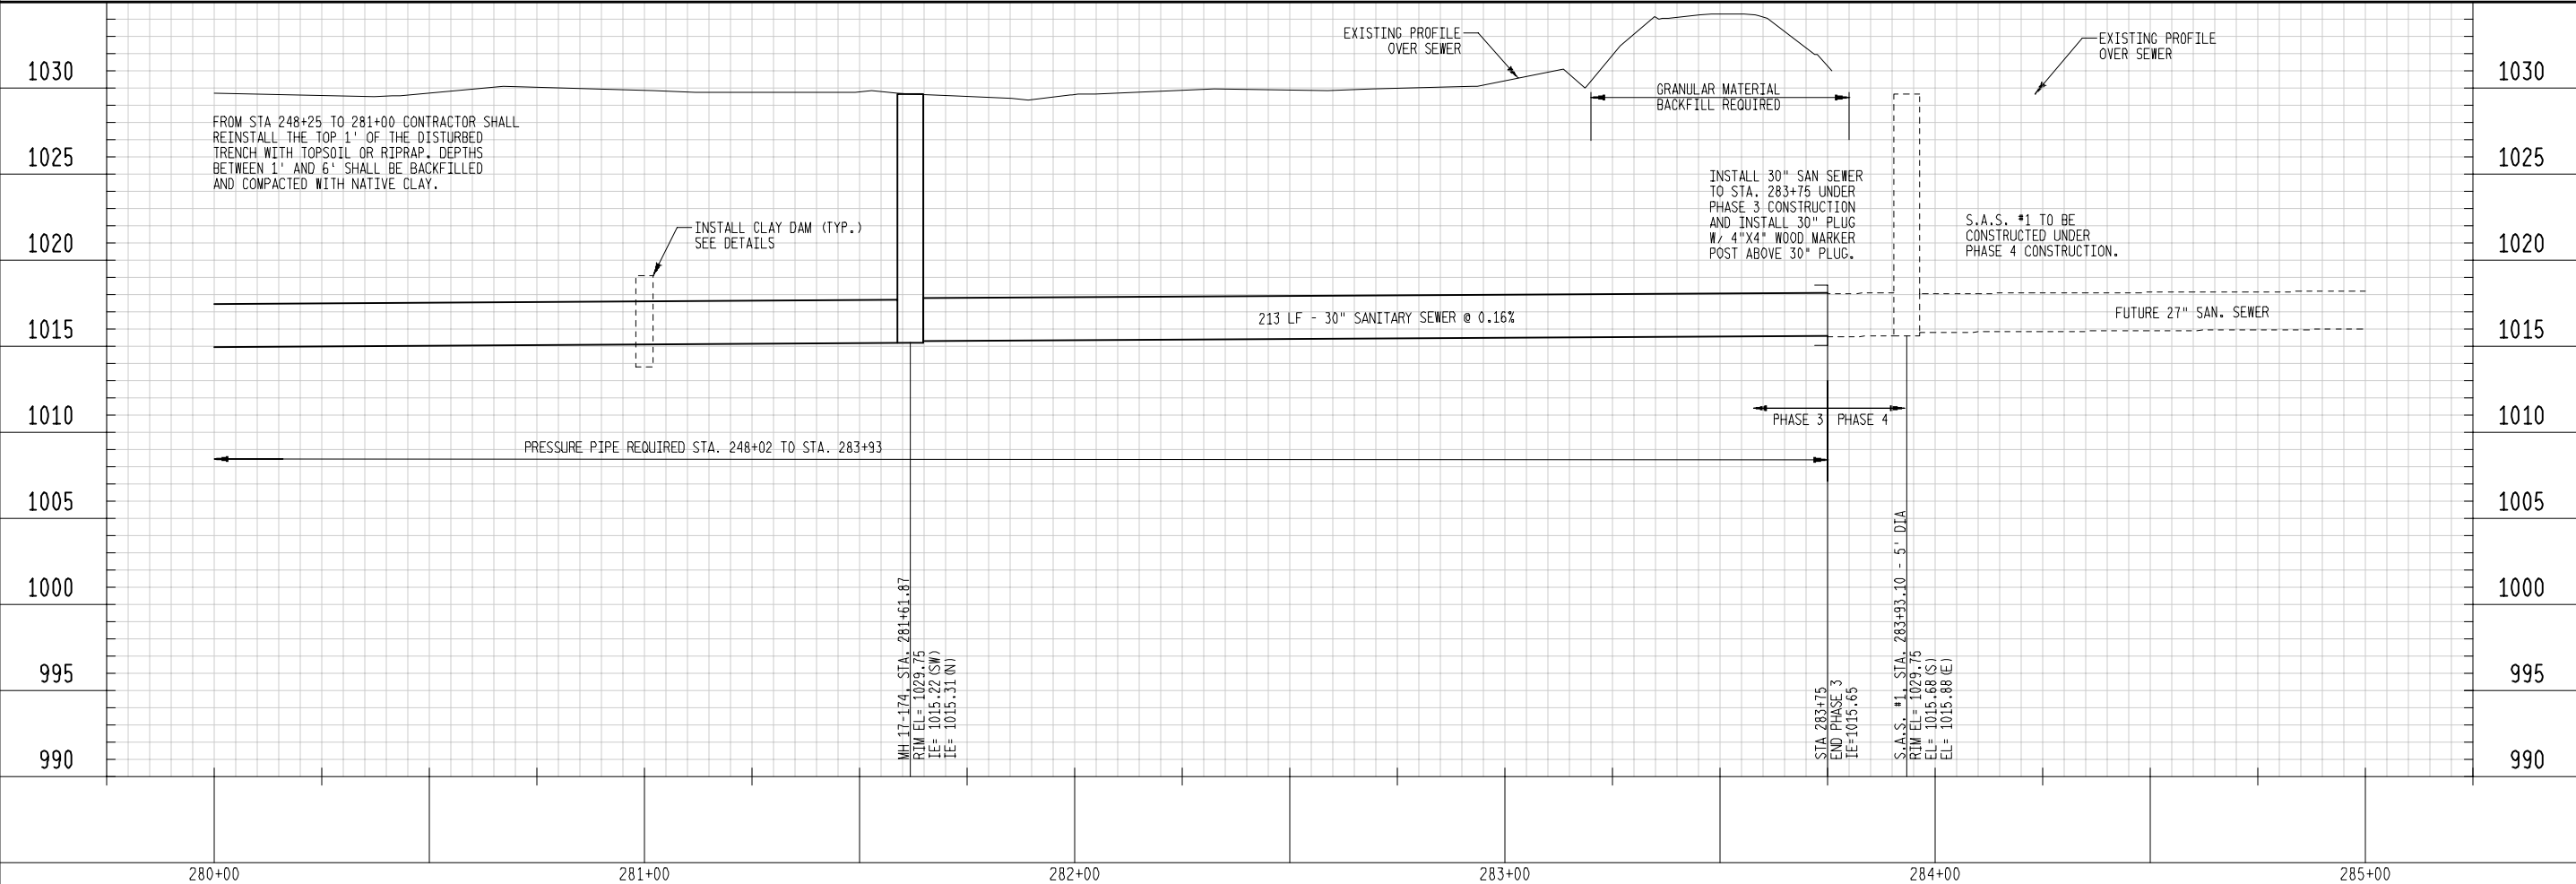 EXISTING PROFILE
OVER SEWER
EXISTING PROFILE
OVER SEWER
1030
1030
GRANULAR MATERIAL
BACKFILL REQUIRED
FROM STA 248+25 TO 281+00 CONTRACTOR SHALL
REINSTALL THE TOP 1' OF THE DISTURBED
TRENCH WITH TOPSOIL OR RIPRAP. DEPTHS
BETWEEN 1' AND 6' SHALL BE BACKFILLED
AND COMPACTED WITH NATIVE CLAY.
1025
1025
INSTALL 30" SAN SEWER
TO STA. 283+75 UNDER
PHASE 3 CONSTRUCTION
AND INSTALL 30" PLUG
W/ 4"X4" WOOD MARKER
POST ABOVE 30" PLUG.
S.A.S. #1 TO BE
CONSTRUCTED UNDER
PHASE 4 CONSTRUCTION.
INSTALL CLAY DAM (TYP.)
SEE DETAILS
1020
1020
1015
213 LF - 30" SANITARY SEWER @ 0.16%
FUTURE 27" SAN. SEWER
1015
1010
PHASE 3
PHASE 4
1010
PRESSURE PIPE REQUIRED STA. 248+02 TO STA. 283+93
1005
1005
1000
1000
995
995
990
990
MH 17-174, STA. 281+61.87
RIM EL= 1029.75
IE= 1015.22 (SW)
IE= 1015.31 (N)
STA 283+75
END PHASE 3
IE=1015.65
S.A.S. #1, STA. 283+93.10 - 5' DIA
RIM EL= 1029.75
EL= 1015.68 (S)
EL= 1015.88 (E)
280+00
281+00
282+00
283+00
284+00
285+00